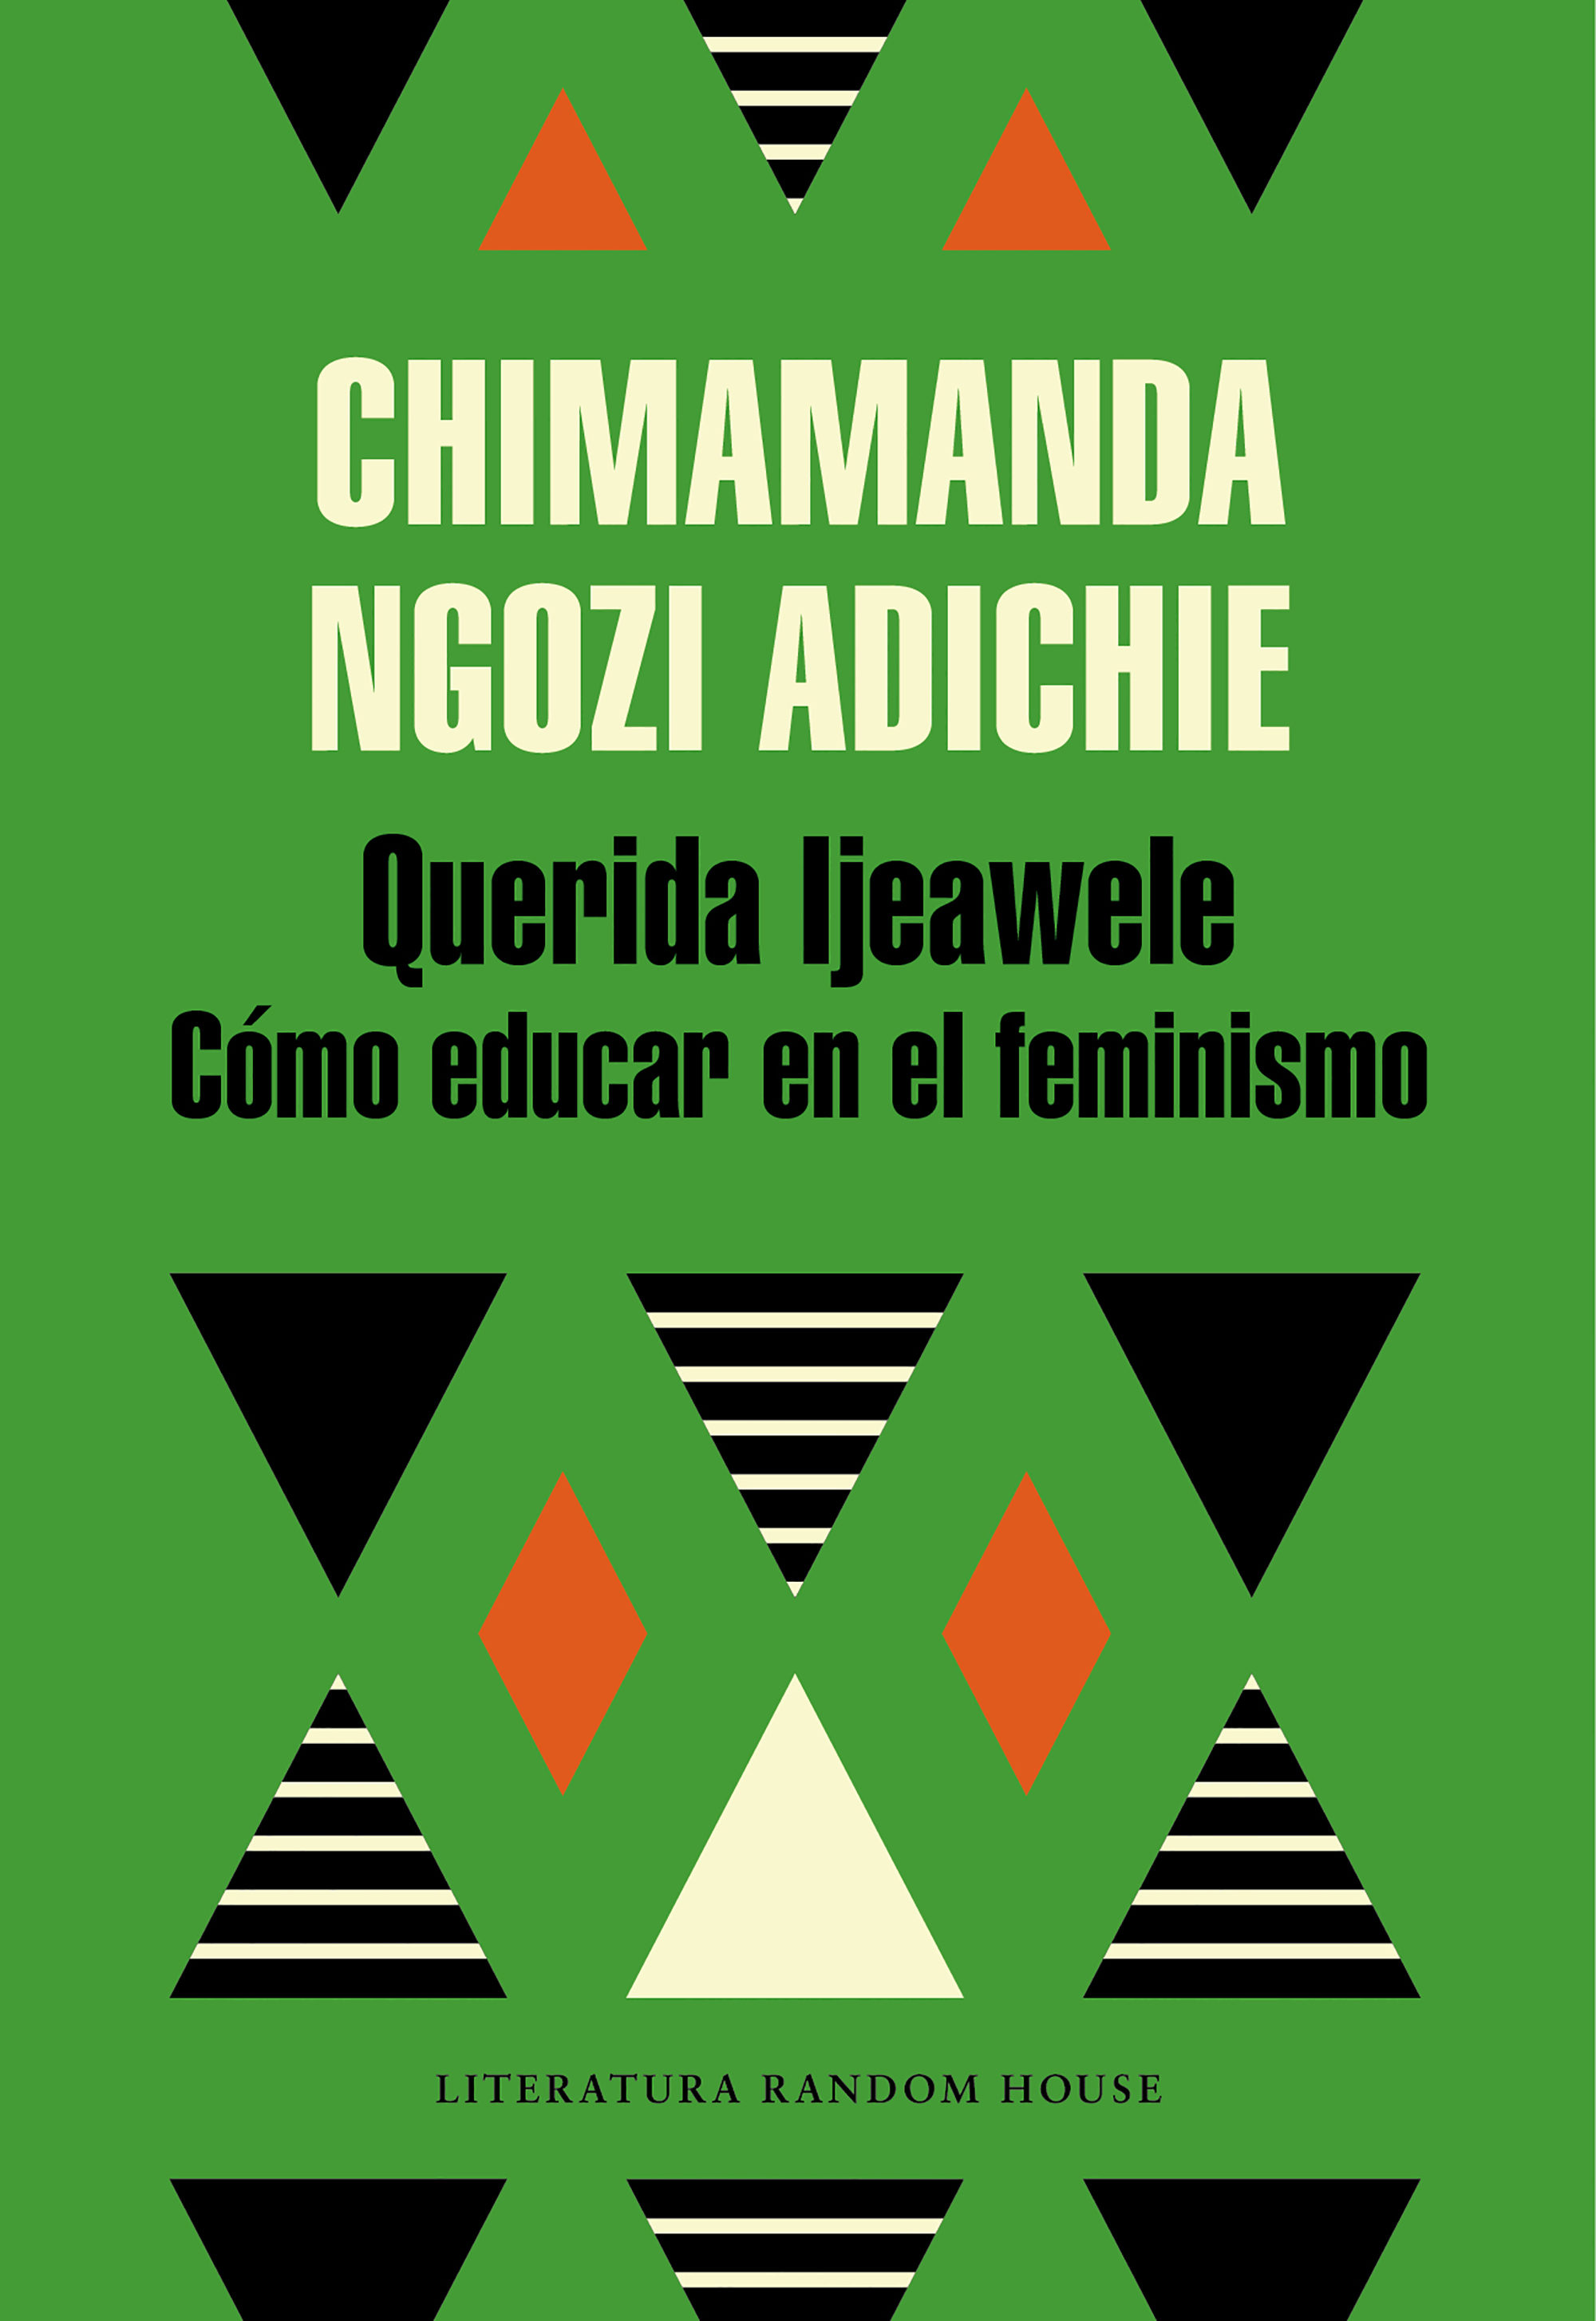 CHIMAMANDA
NGOZI ADICHIE
Querida Ijeawele
Cómo educar en el feminismo
LITERATURA RANDOM HOUSE